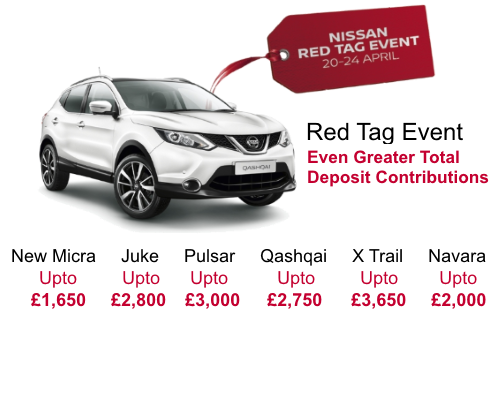 NISSAN
RED TAG EVENT
20-24 APRIL
Red Tag Event
Even Greater Total
Deposit Contributions
QASHQAI
New Micra Juke Pulsar Qashqai X Trail Navara
Upto Upto Upto Upto Upto Upto
£1,650 £2,800 £3,000 £2,750 £3,650 £2,000